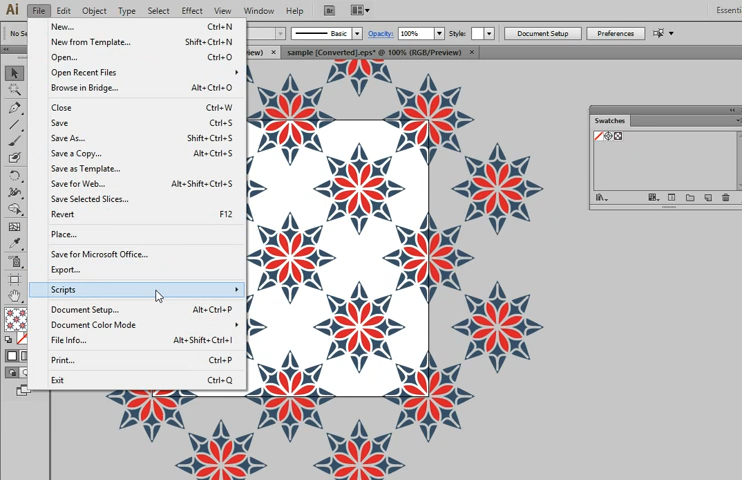 Ai File Edit Object Type Select Effect View Window Help Br Essenti
No Se Basic Opacity: 100% Style: Document Setup Preferences
iew) × sample [Converted].eps* @ 100% (RGB/Preview) ×
New... Ctrl+N
New from Template... Shift+Ctrl+N
Open... Ctrl+O
Open Recent Files
Browse in Bridge... Alt+Ctrl+O
Close Ctrl+W
Save Ctrl+S
Save As... Shift+Ctrl+S
Save a Copy... Alt+Ctrl+S
Save as Template...
Save for Web... Alt+Shift+Ctrl+S
Save Selected Slices...
Revert F12
Place...
Save for Microsoft Office...
Export...
Scripts
Document Setup... Alt+Ctrl+P
Document Color Mode
File Info... Alt+Shift+Ctrl+I
Print... Ctrl+P
Exit Ctrl+Q
Swatches